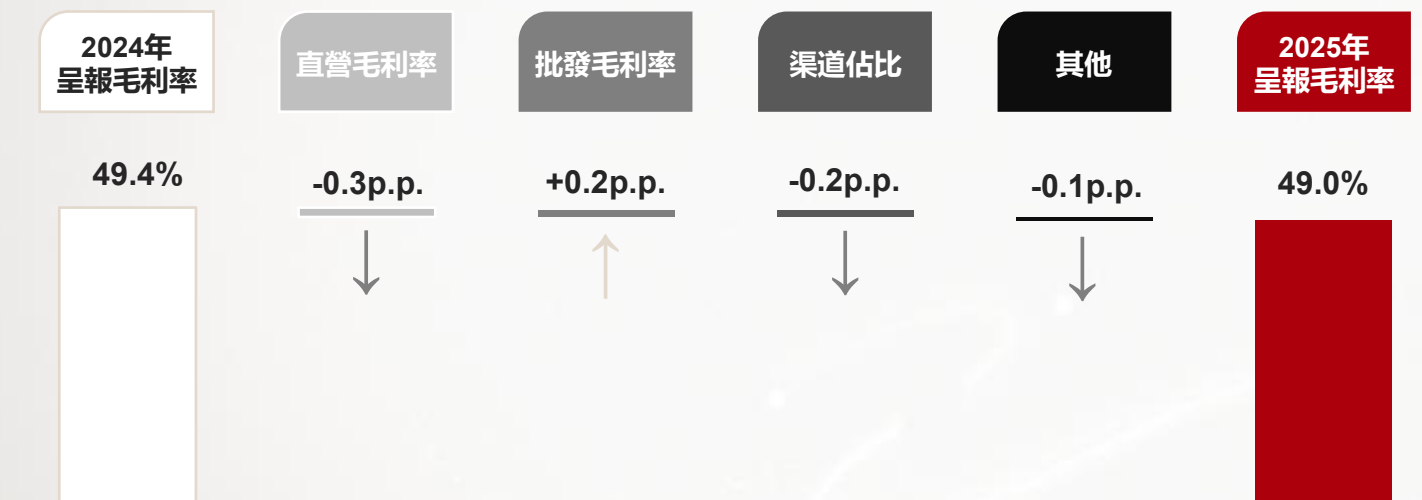 2024年
呈報毛利率
直營毛利率
批發毛利率
渠道佔比
其他
2025年
呈報毛利率
49.4%
-0.3p.p.
+0.2p.p.
-0.2p.p.
-0.1p.p.
49.0%